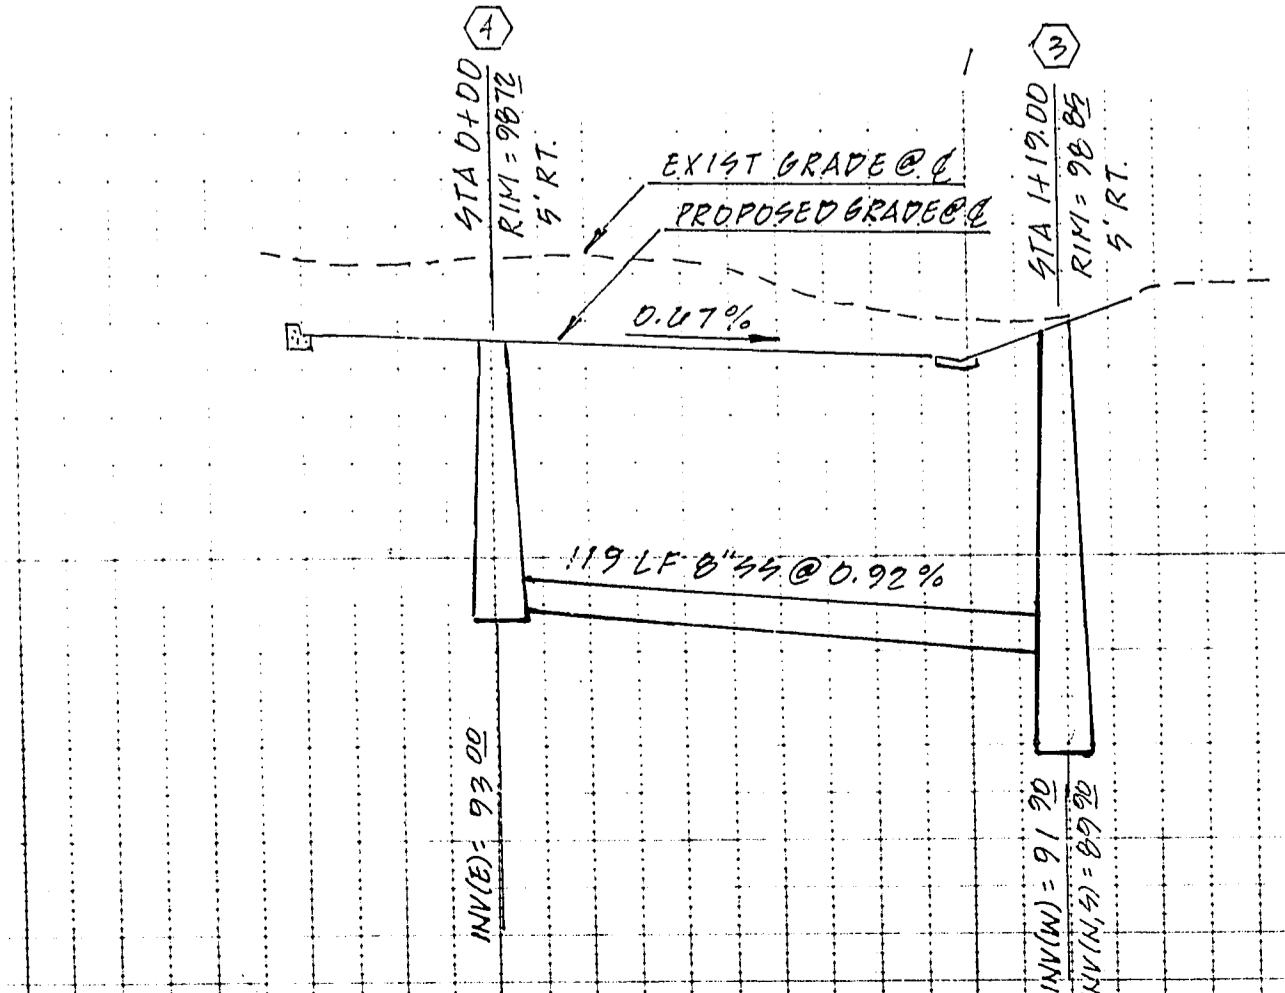 4
STA 0+00
RIM = 98 72
5' RT.
3
STA 1+19.00
RIM = 98 85
5' RT.
EXIST GRADE @ ℄
PROPOSED GRADE @ ℄
0.67%
119 LF 8"SS @ 0.92%
INV(E) = 93 00
INV(W) = 91 90
INV(N,S) = 89 90